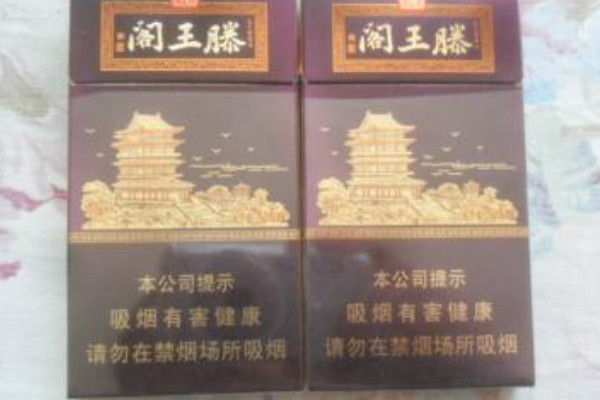 閣王滕
本公司提示
吸烟有害健康
请勿在禁烟场所吸烟
閣王滕
本公司提示
吸烟有害健康
请勿在禁烟场所吸烟